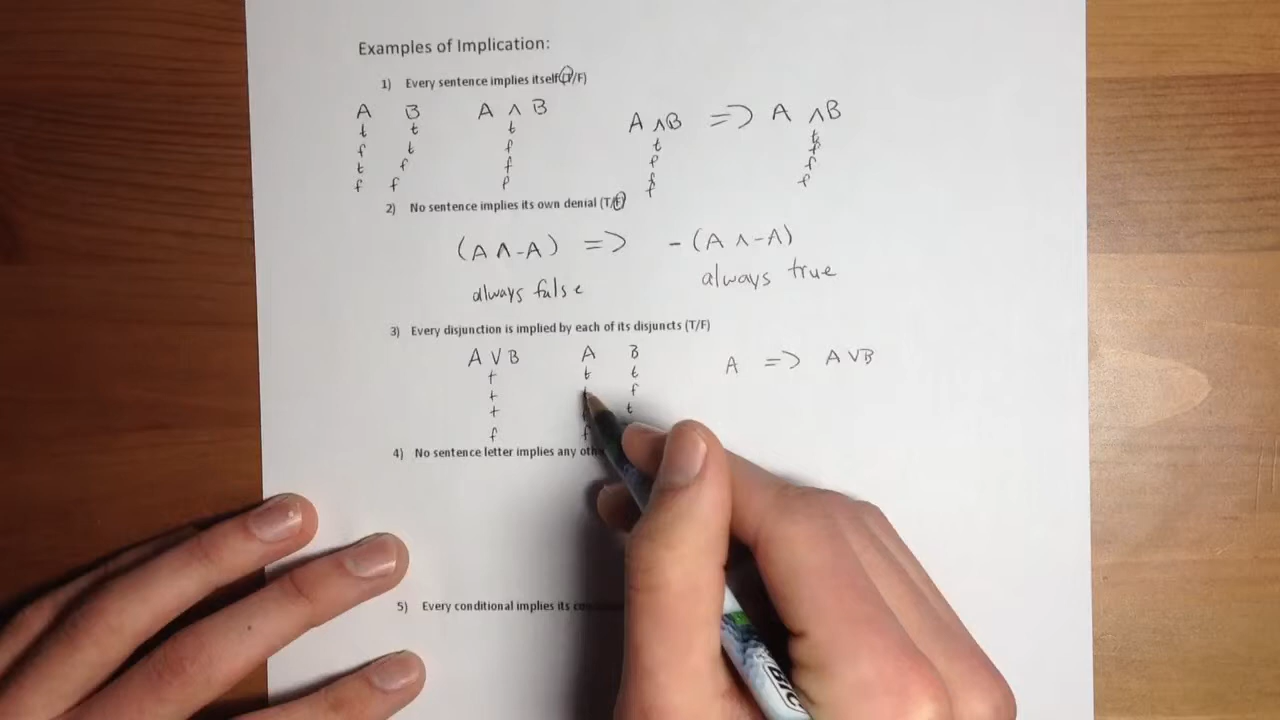 Examples of Implication:
1) Every sentence implies itself (T/F)
A B A ∧ B A ∧ B => A ∧ B
t t t t t
f t f f f
t f f f f
f f f f f
2) No sentence implies its own denial (T/F)
(A ∧ -A) => -(A ∧ -A)
always false always true
3) Every disjunction is implied by each of its disjuncts (T/F)
A ∨ B A B A => A ∨ B
t t t
t f
t t
f f
4) No sentence letter implies any
5) Every conditional implies its
BIC